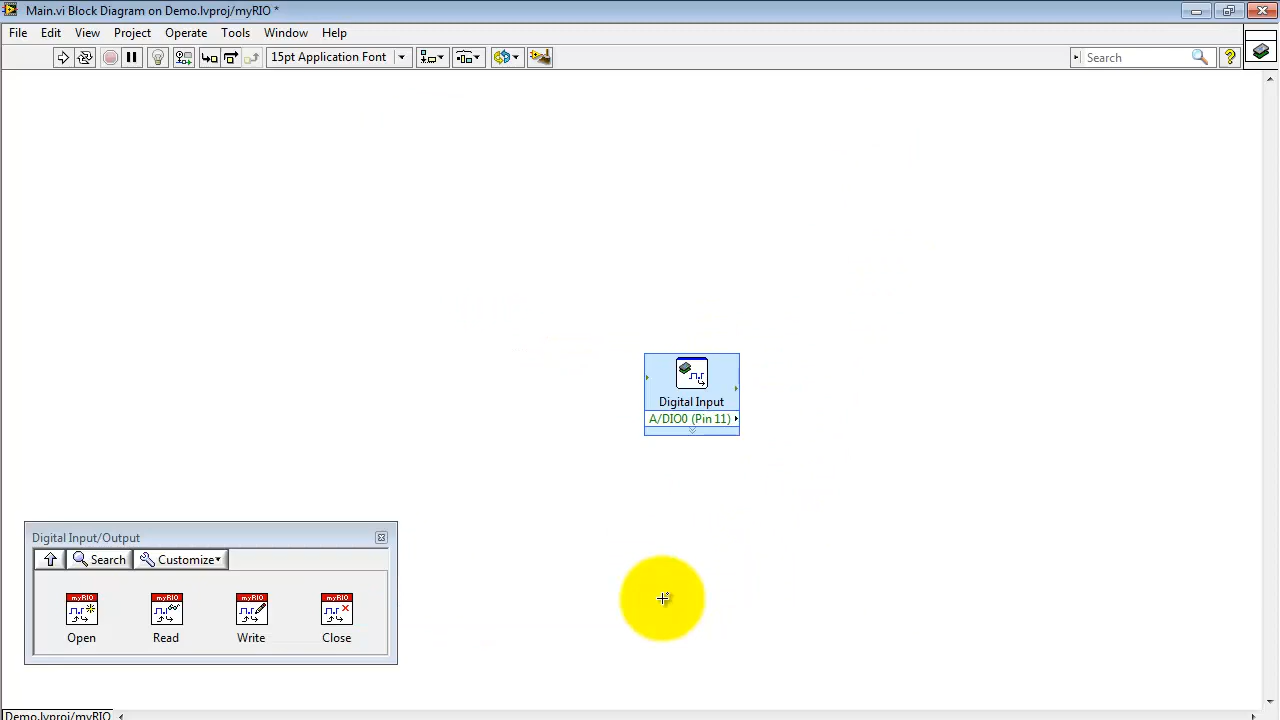 Main.vi Block Diagram on Demo.lvproj/myRIO *
File Edit View Project Operate Tools Window Help
15pt Application Font
Search
?
Digital Input
A/DIO0 (Pin 11)
Digital Input/Output
Search Customize
myRIO myRIO myRIO myRIO
Open Read Write Close
Demo.lvproj/myRIO